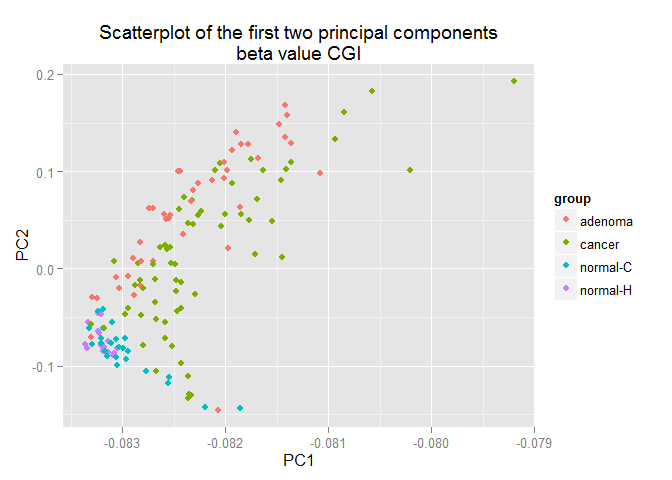 Scatterplot of the first two principal components
beta value CGI
0.2
0.1
0.0
-0.1
PC2
-0.083
-0.082
-0.081
-0.080
-0.079
PC1
group
adenoma
cancer
normal-C
normal-H